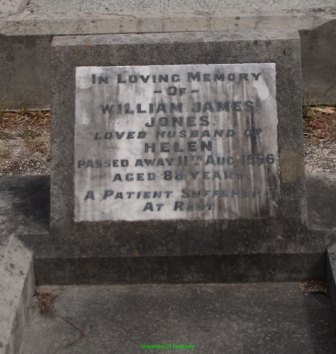 IN LOVING MEMORY
- OF -
WILLIAM JAMES
JONES
LOVED HUSBAND OF
HELEN
PASSED AWAY 11TH AUG. 1956
AGED 88 YEARS
A PATIENT SUFFERER
AT REST